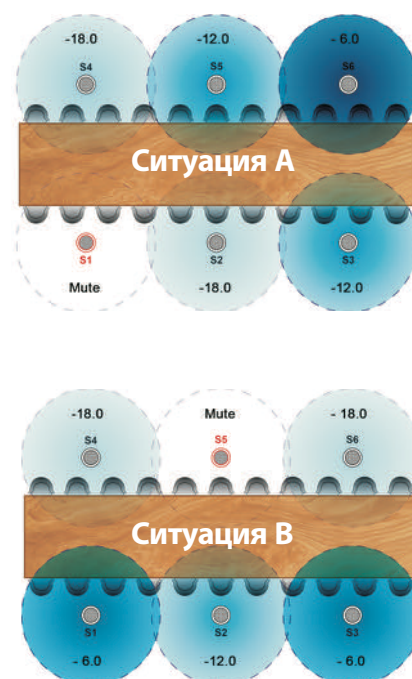 -18.0 -12.0 - 6.0
S4 S5 S6
Ситуация A
S1 S2 S3
Mute -18.0 -12.0
-18.0 Mute - 18.0
S4 S5 S6
Ситуация B
S1 S2 S3
- 6.0 -12.0 - 6.0